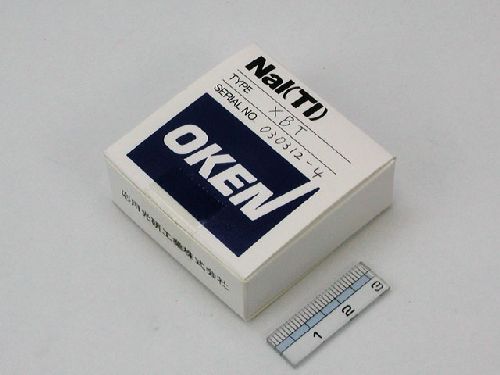 NaI(Tl)
TYPE XBT
SERIAL NO. 030312-4
OKEN
応用光研工業株式会社
1 2 3